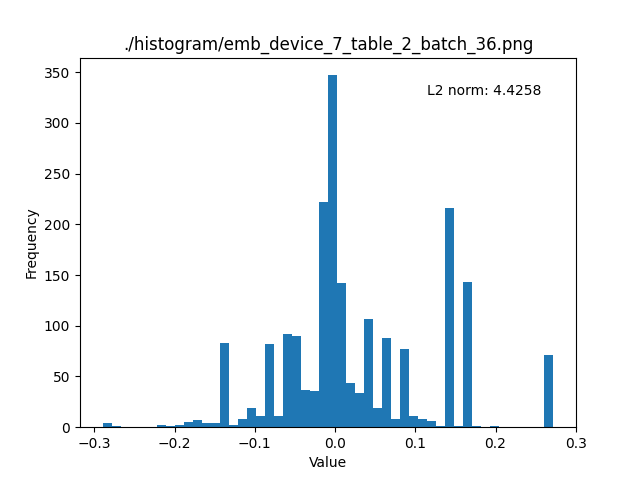 ./histogram/emb_device_7_table_2_batch_36.png
L2 norm: 4.4258
350
300
250
200
150
100
50
0
Frequency
−0.3 −0.2 −0.1 0.0 0.1 0.2 0.3
Value